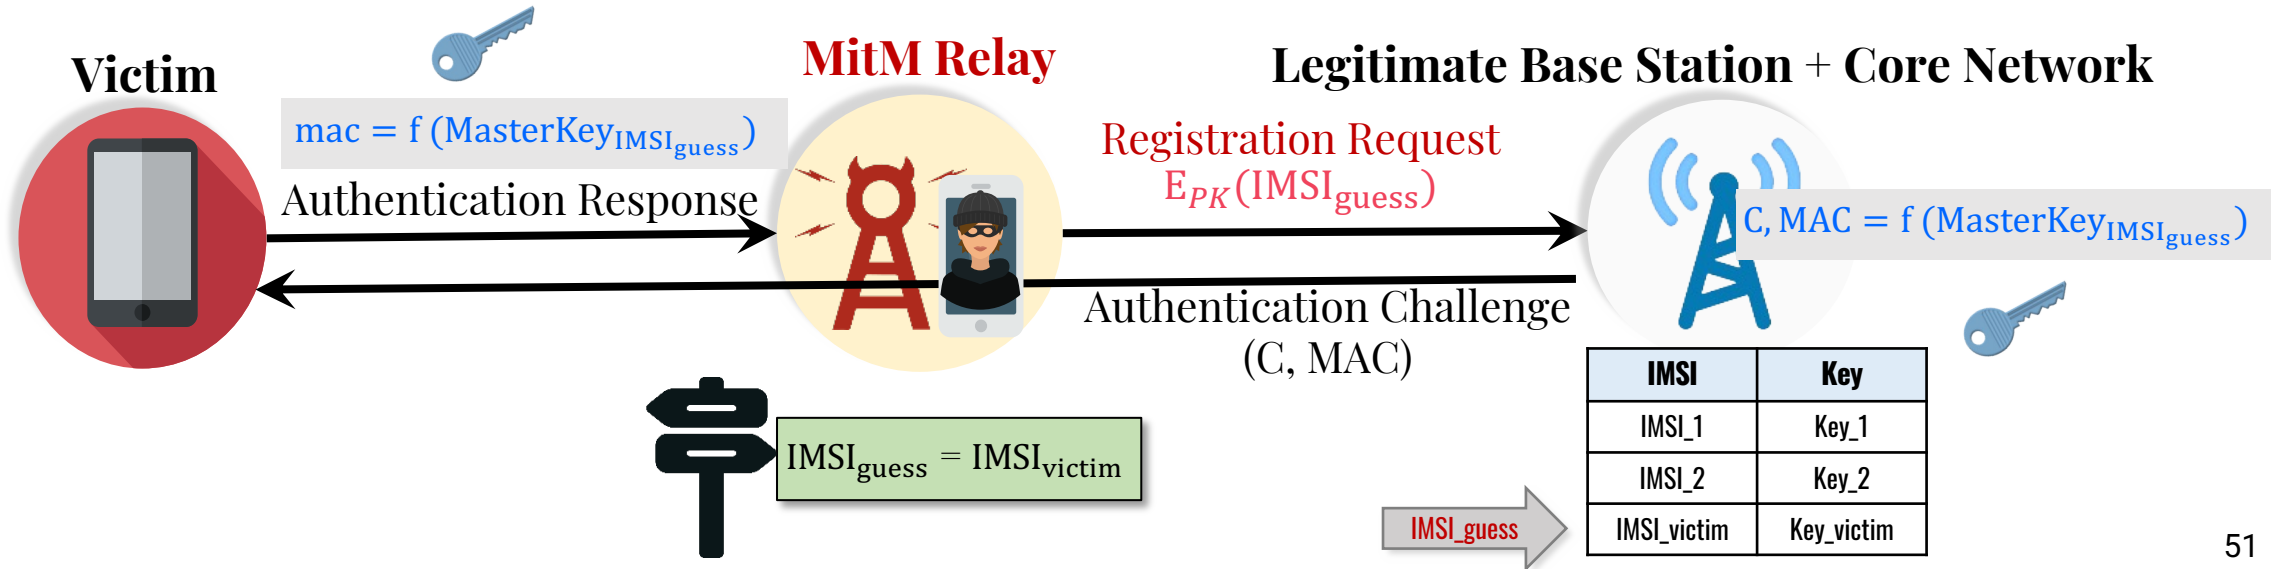 Victim
MitM Relay
Legitimate Base Station + Core Network
mac = f (MasterKey_IMSI_guess)
Authentication Response
Registration Request
E_PK(IMSI_guess)
C, MAC = f (MasterKey_IMSI_guess)
Authentication Challenge
(C, MAC)
IMSI_guess = IMSI_victim
IMSI Key
IMSI_1 Key_1
IMSI_2 Key_2
IMSI_victim Key_victim
IMSI_guess
51